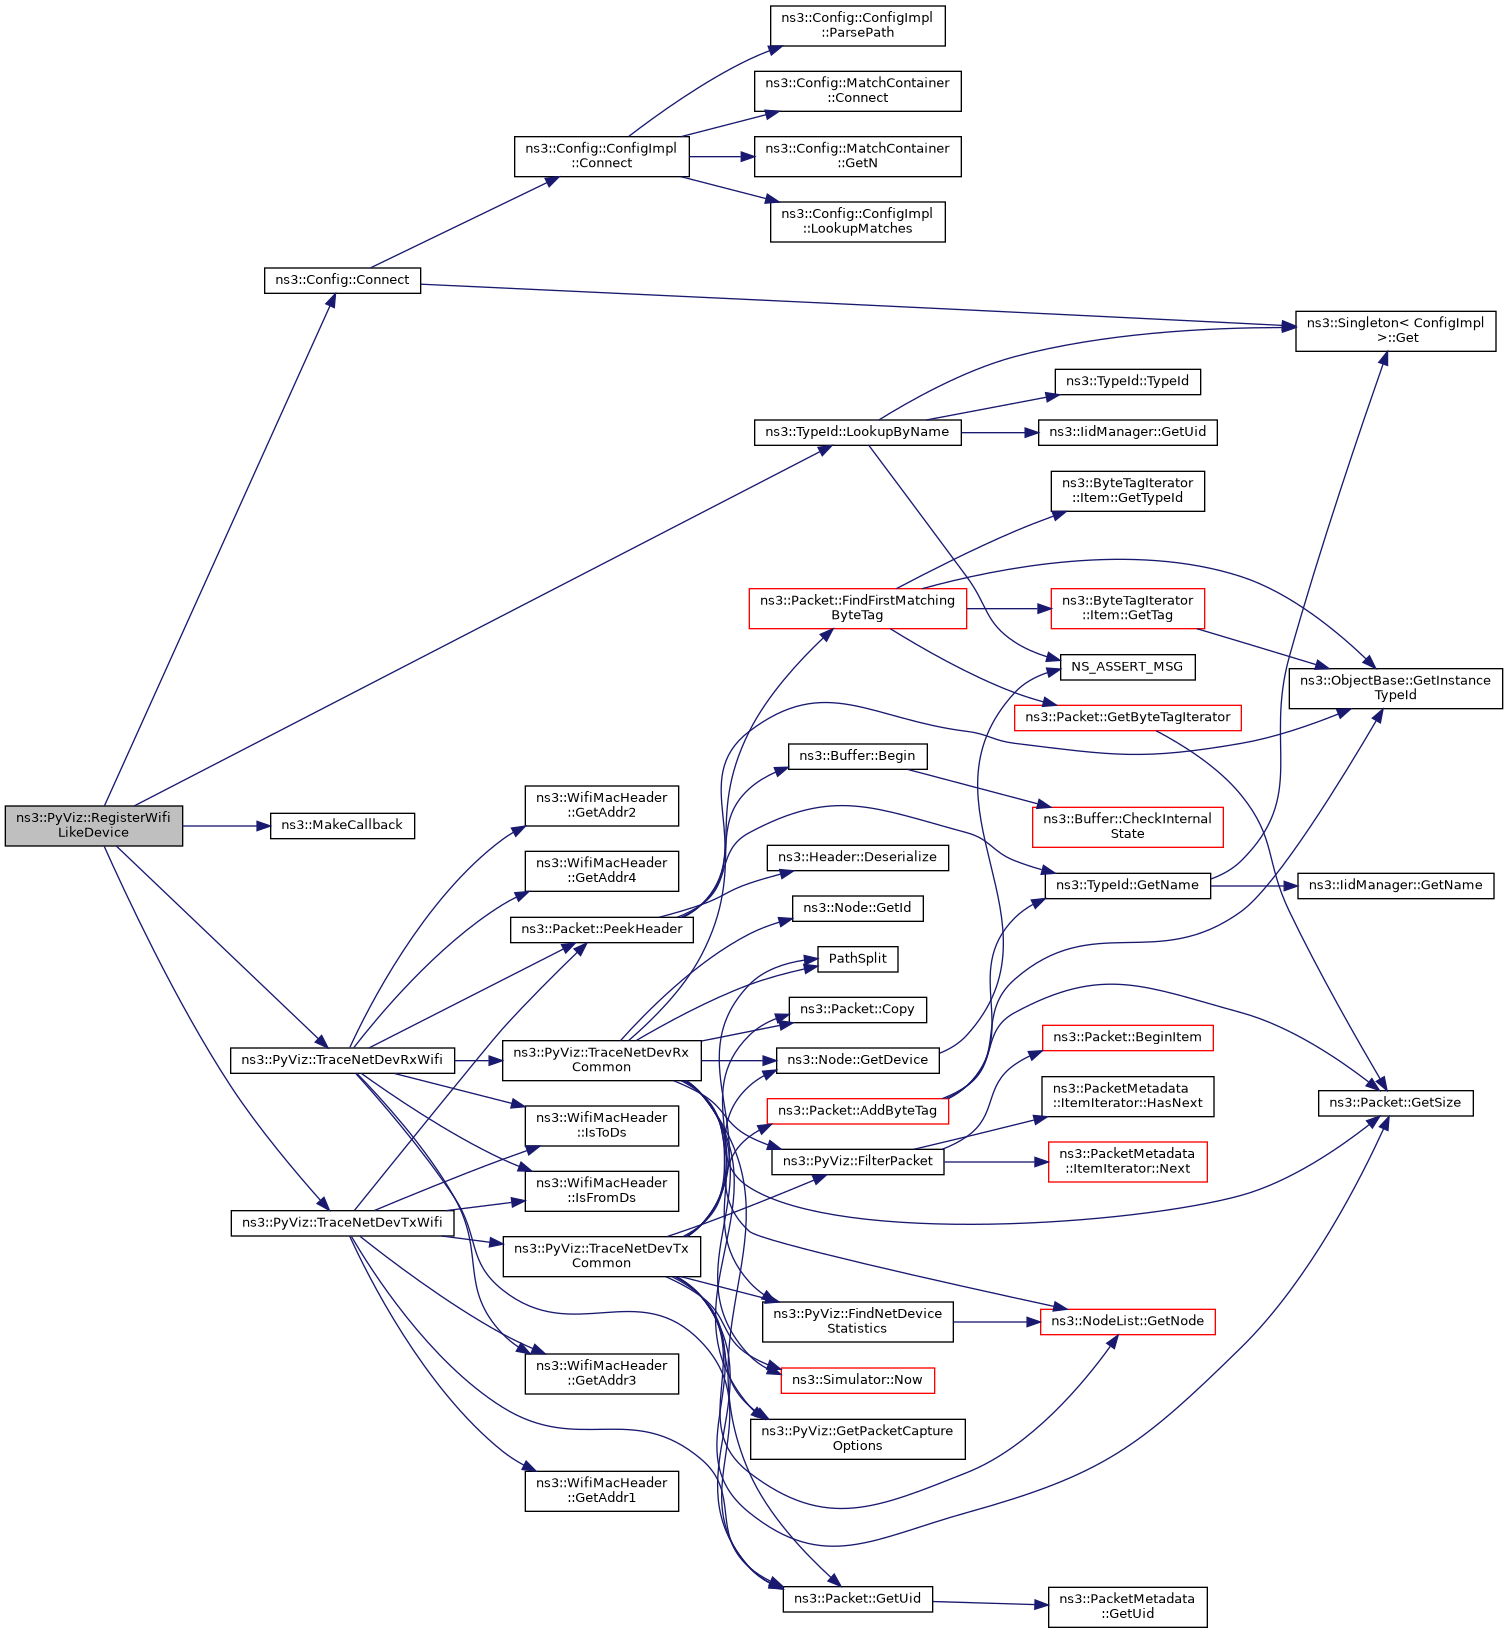 ns3::Config::ConfigImpl
::ParsePath
ns3::Config::MatchContainer
::Connect
ns3::Config::ConfigImpl
::Connect
ns3::Config::MatchContainer
::GetN
ns3::Config::ConfigImpl
::LookupMatches
ns3::Config::Connect
ns3::Singleton< ConfigImpl
>::Get
ns3::TypeId::TypeId
ns3::TypeId::LookupByName
ns3::IidManager::GetUid
ns3::ByteTagIterator
::Item::GetTypeId
ns3::Packet::FindFirstMatching
ByteTag
ns3::ByteTagIterator
::Item::GetTag
NS_ASSERT_MSG
ns3::ObjectBase::GetInstance
TypeId
ns3::Packet::GetByteTagIterator
ns3::Buffer::Begin
ns3::PyViz::RegisterWifi
LikeDevice
ns3::MakeCallback
ns3::WifiMacHeader
::GetAddr2
ns3::Buffer::CheckInternal
State
ns3::WifiMacHeader
::GetAddr4
ns3::Header::Deserialize
ns3::TypeId::GetName
ns3::IidManager::GetName
ns3::Node::GetId
ns3::Packet::PeekHeader
PathSplit
ns3::Packet::Copy
ns3::PyViz::TraceNetDevRxWifi
ns3::PyViz::TraceNetDevRx
Common
ns3::Node::GetDevice
ns3::Packet::BeginItem
ns3::Packet::AddByteTag
ns3::PacketMetadata
::ItemIterator::HasNext
ns3::Packet::GetSize
ns3::WifiMacHeader
::IsToDs
ns3::PyViz::FilterPacket
ns3::PacketMetadata
::ItemIterator::Next
ns3::WifiMacHeader
::IsFromDs
ns3::PyViz::TraceNetDevTxWifi
ns3::PyViz::TraceNetDevTx
Common
ns3::PyViz::FindNetDevice
Statistics
ns3::NodeList::GetNode
ns3::WifiMacHeader
::GetAddr3
ns3::Simulator::Now
ns3::PyViz::GetPacketCapture
Options
ns3::WifiMacHeader
::GetAddr1
ns3::Packet::GetUid
ns3::PacketMetadata
::GetUid